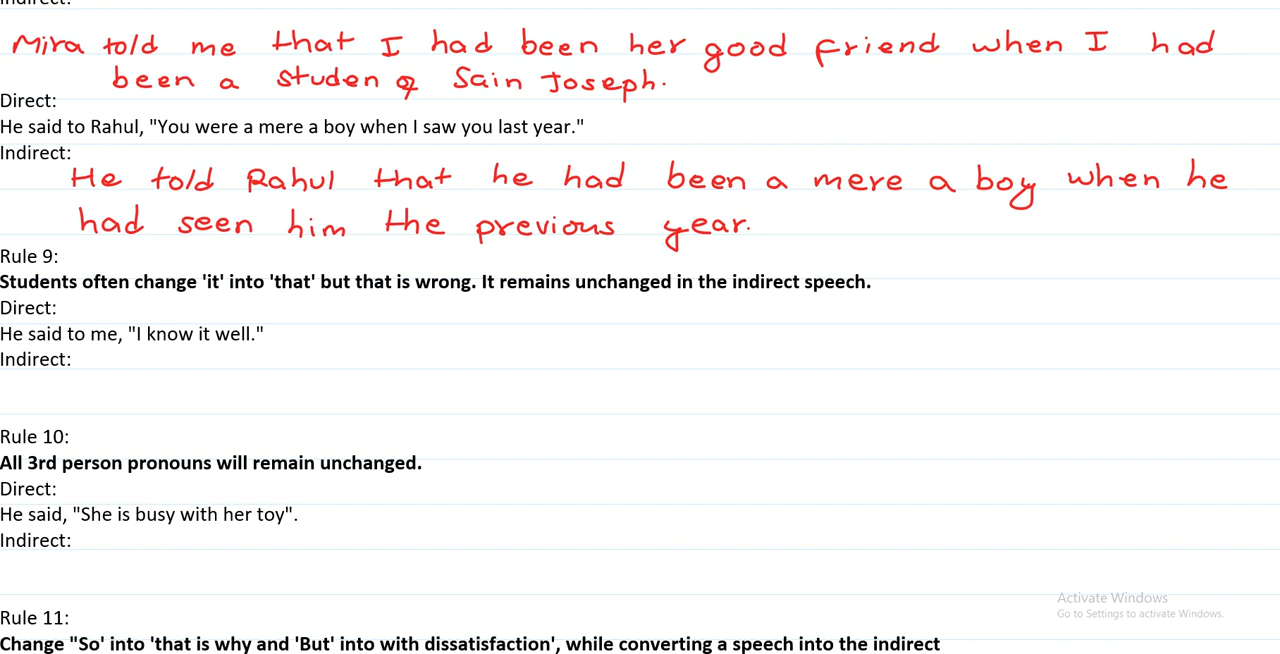 Indirect:
Mira told me that I had been her good friend when I had
been a studen of Sain Joseph.
Direct:
He said to Rahul, "You were a mere a boy when I saw you last year."
Indirect:
He told Rahul that he had been a mere a boy when he
had seen him the previous year.
Rule 9:
Students often change 'it' into 'that' but that is wrong. It remains unchanged in the indirect speech.
Direct:
He said to me, "I know it well."
Indirect:
Rule 10:
All 3rd person pronouns will remain unchanged.
Direct:
He said, "She is busy with her toy".
Indirect:
Activate Windows
Go to Settings to activate Windows.
Rule 11:
Change "So' into 'that is why and 'But' into with dissatisfaction', while converting a speech into the indirect